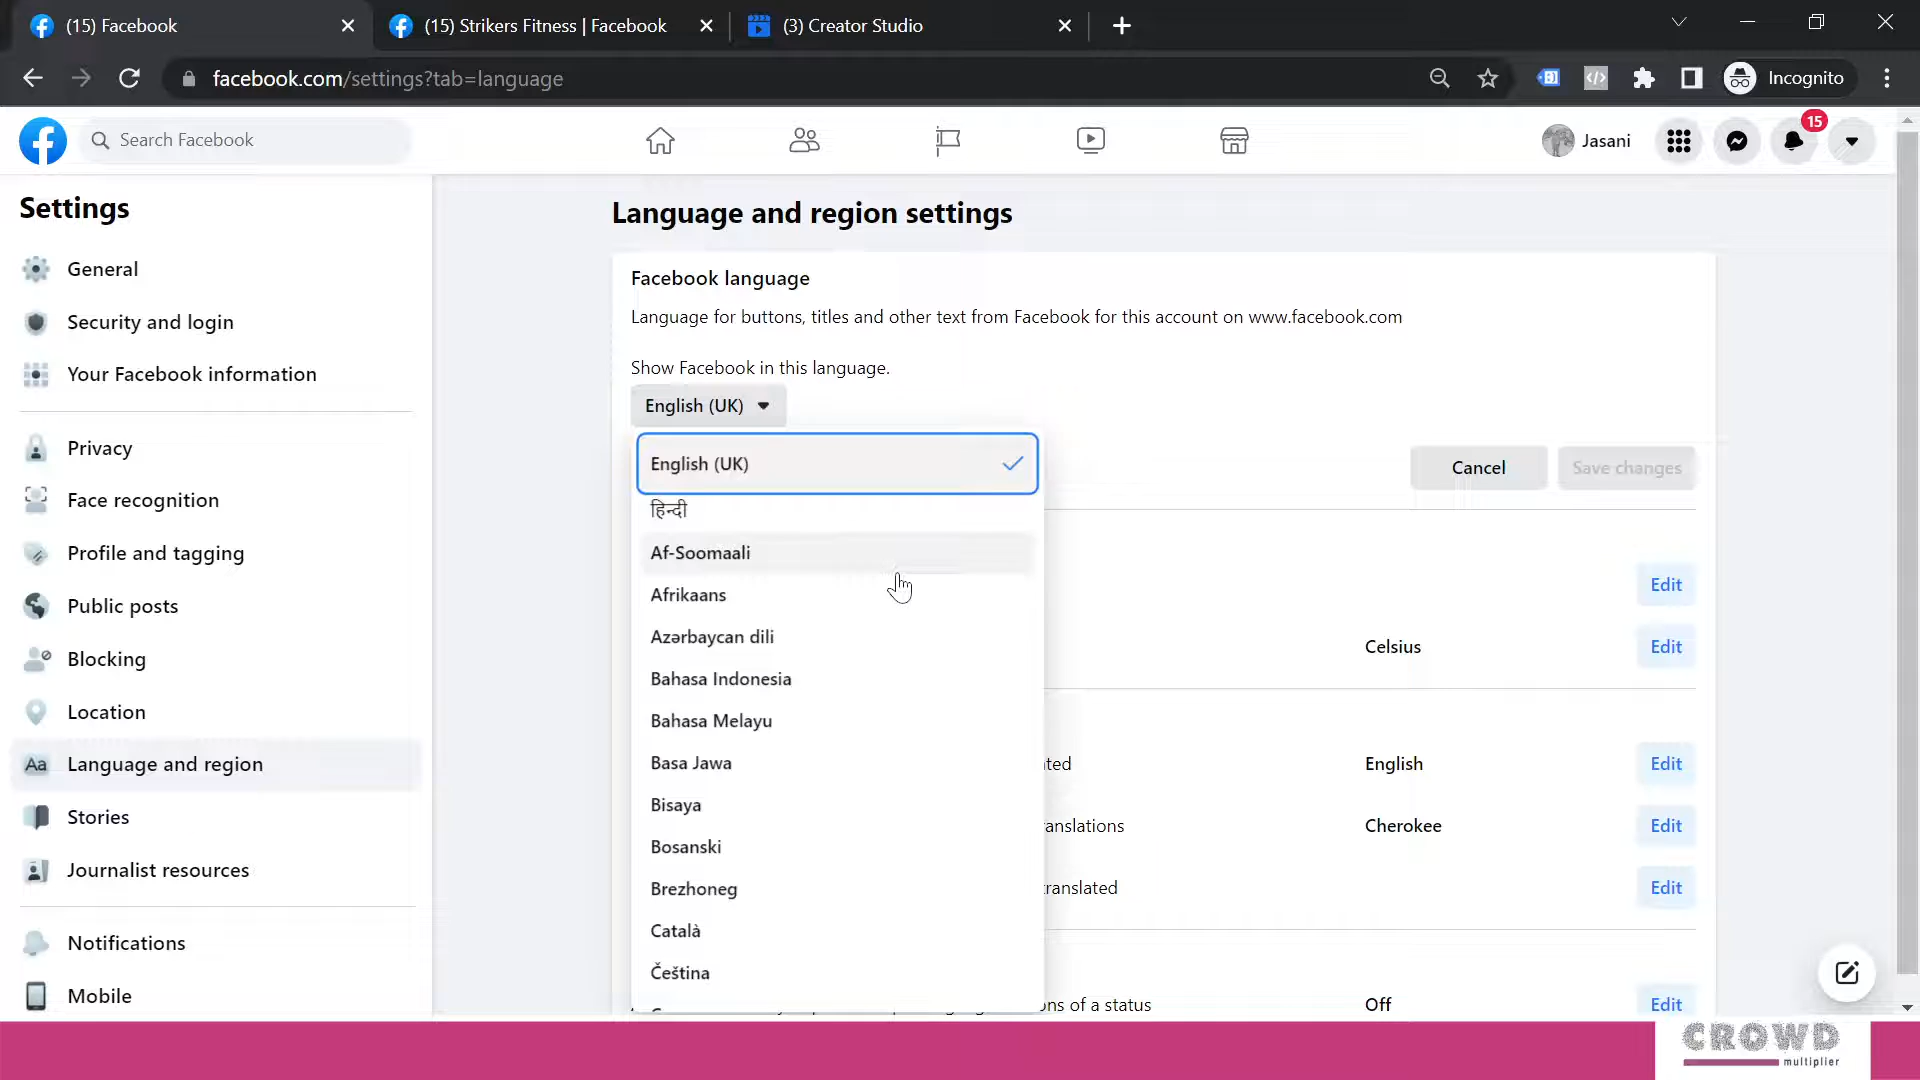 (15) Facebook
(15) Strikers Fitness | Facebook
(3) Creator Studio
facebook.com/settings?tab=language
Incognito
Search Facebook
Jasani
15
Settings
General
Security and login
Your Facebook information
Privacy
Face recognition
Profile and tagging
Public posts
Blocking
Location
Aa Language and region
Stories
Journalist resources
Notifications
Mobile
Language and region settings
Facebook language
Language for buttons, titles and other text from Facebook for this account on www.facebook.com
Show Facebook in this language.
English (UK)
English (UK)
हिन्दी
Af-Soomaali
Afrikaans
Azərbaycan dili
Bahasa Indonesia
Bahasa Melayu
Basa Jawa
Bisaya
Bosanski
Brezhoneg
Català
Čeština
Cancel
Save changes
Edit
Celsius
Edit
English
Edit
Cherokee
Edit
translated
Edit
of a status
Off
Edit
CROWD
multiplier